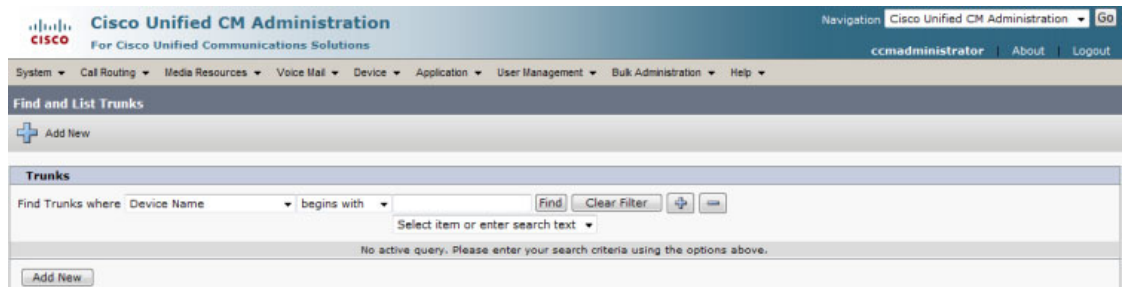 Cisco Unified CM Administration
Navigation Cisco Unified CM Administration Go
CISCO For Cisco Unified Communications Solutions
ccmadministrator | About | Logout
System Call Routing Media Resources Voice Mail Device Application User Management Bulk Administration Help
Find and List Trunks
Add New
Trunks
Find Trunks where Device Name begins with Find Clear Filter
Select item or enter search text
No active query. Please enter your search criteria using the options above.
Add New